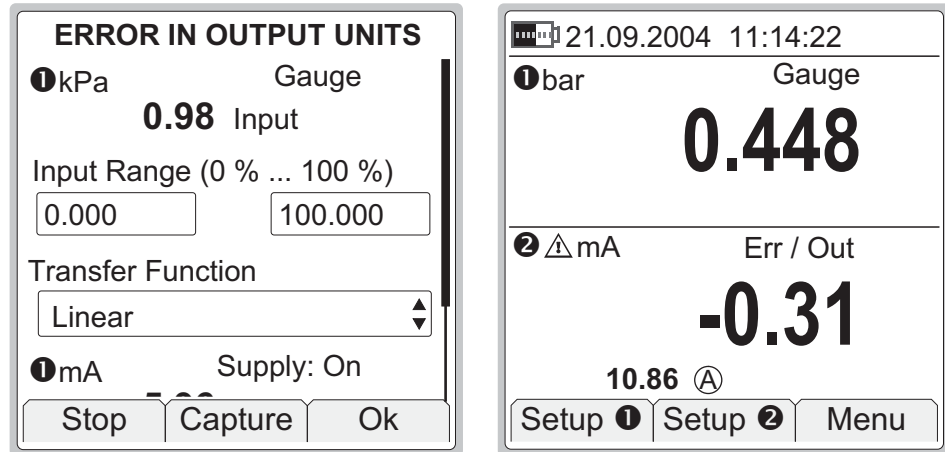 ERROR IN OUTPUT UNITS
❶kPa Gauge
0.98 Input
Input Range (0 % ... 100 %)
0.000 100.000
Transfer Function
Linear
❶mA Supply: On
Stop Capture Ok
21.09.2004 11:14:22
❶bar Gauge
0.448
❷⚠mA Err / Out
-0.31
10.86 Ⓐ
Setup ❶ Setup ❷ Menu